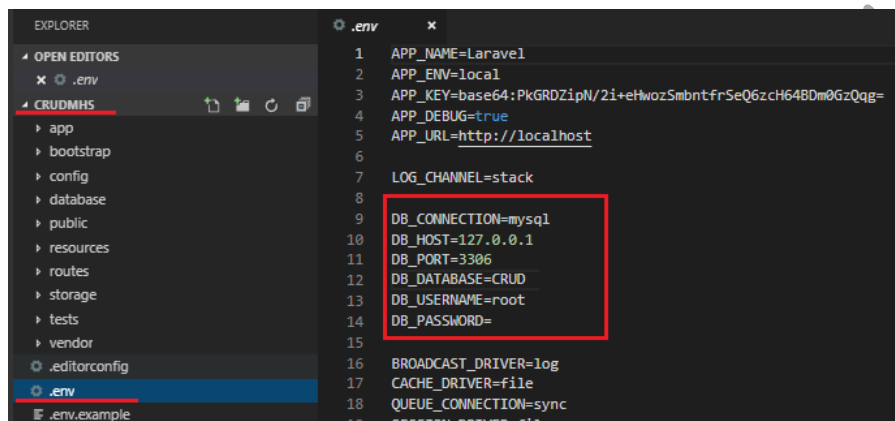 EXPLORER
OPEN EDITORS
.env
CRUDMHS
app
bootstrap
config
database
public
resources
routes
storage
tests
vendor
.editorconfig
.env
.env.example
.env
1 APP_NAME=Laravel
2 APP_ENV=local
3 APP_KEY=base64:PkGRDZipN/2i+eHwozSmbntfrSeQ6zcH64BDm0GzQqg=
4 APP_DEBUG=true
5 APP_URL=http://localhost
6
7 LOG_CHANNEL=stack
8
9 DB_CONNECTION=mysql
10 DB_HOST=127.0.0.1
11 DB_PORT=3306
12 DB_DATABASE=CRUD
13 DB_USERNAME=root
14 DB_PASSWORD=
15
16 BROADCAST_DRIVER=log
17 CACHE_DRIVER=file
18 QUEUE_CONNECTION=sync